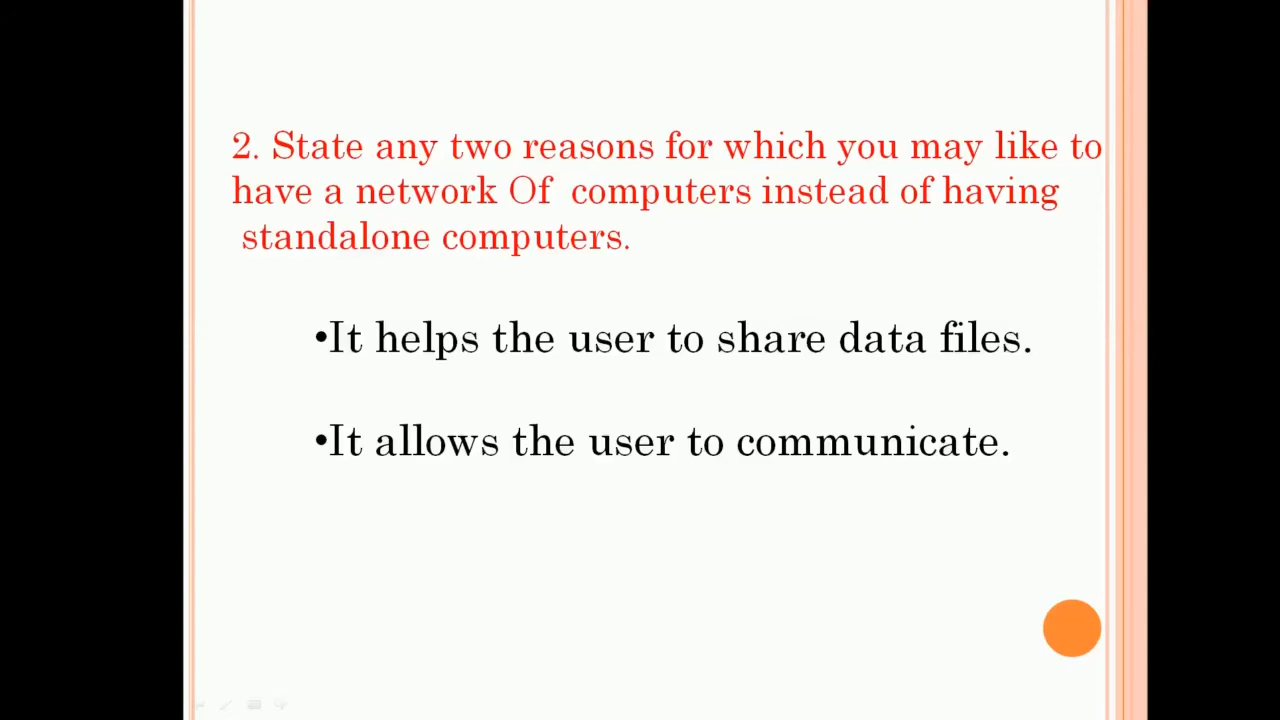 2. State any two reasons for which you may like to
have a network Of computers instead of having
standalone computers.
•It helps the user to share data files.
•It allows the user to communicate.